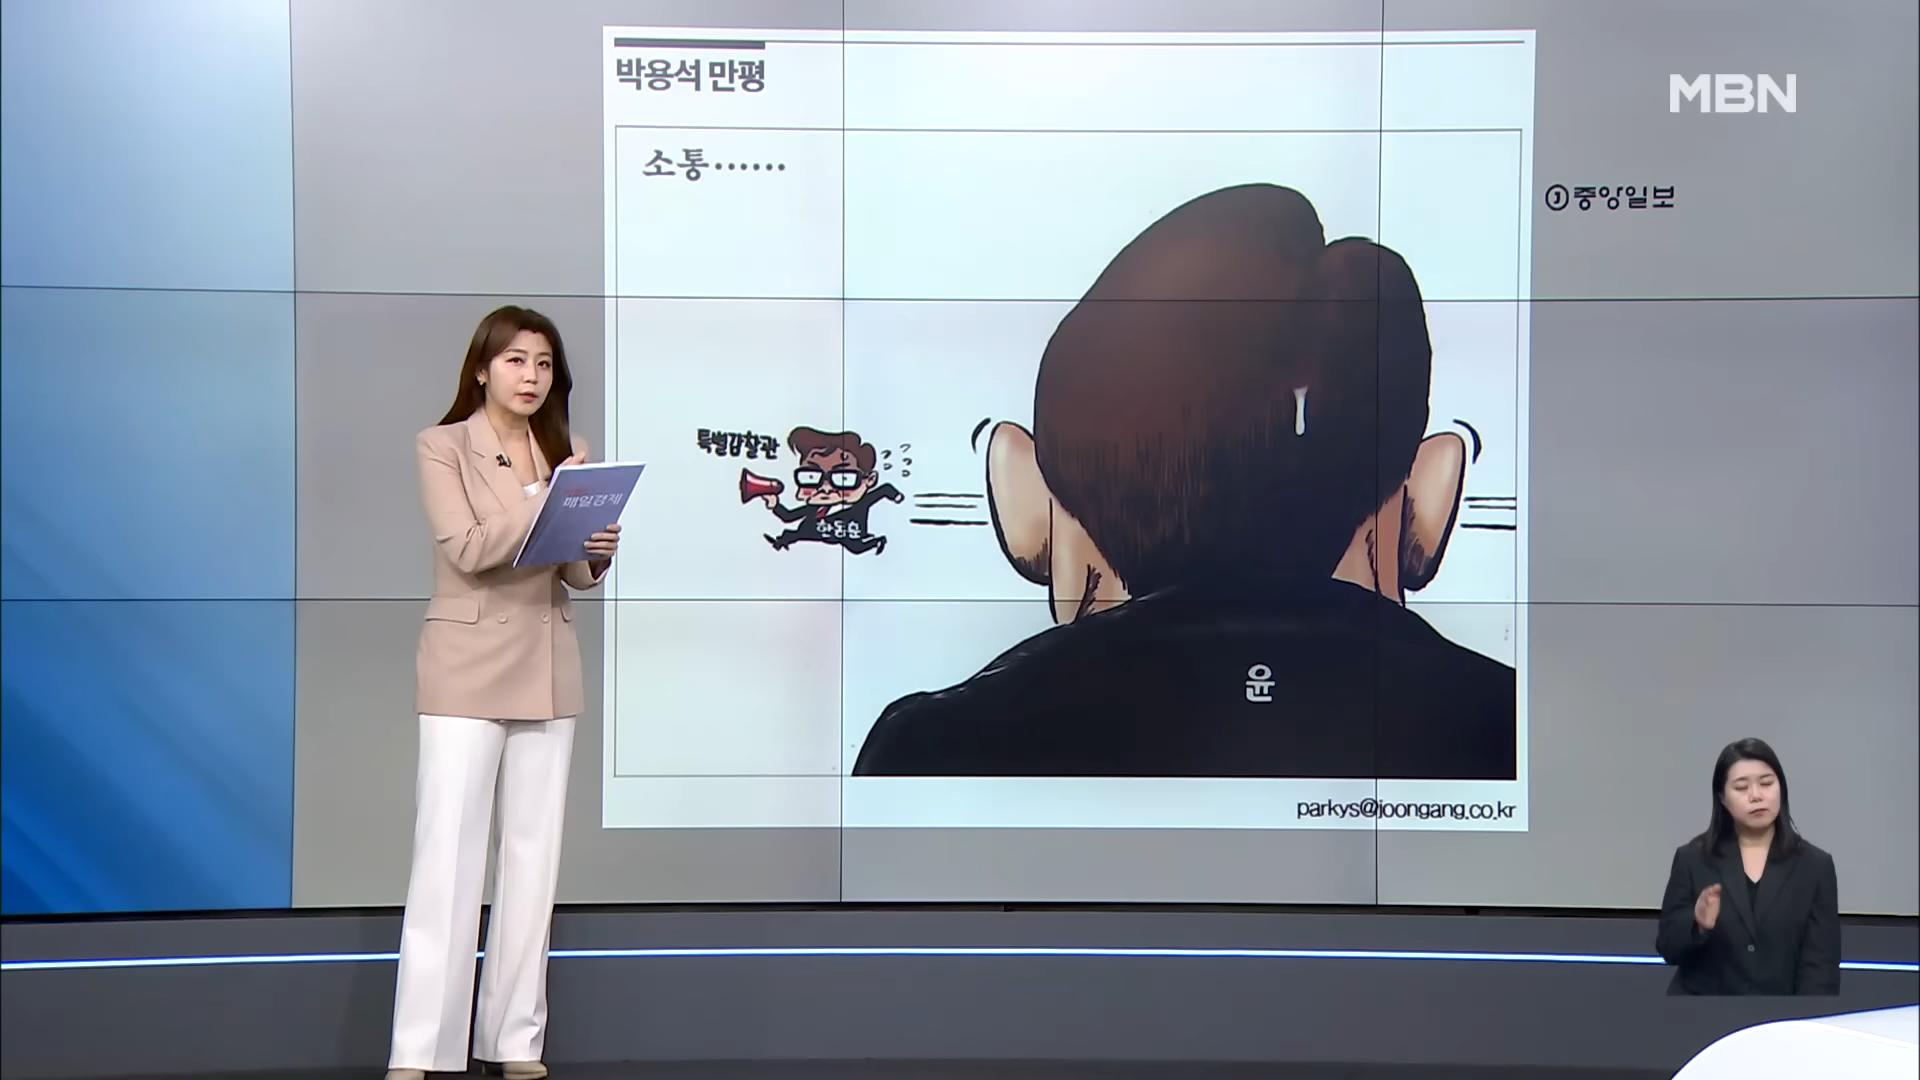 박용석 만평
MBN
소통······
중앙일보
특별감찰관
한동훈
매일경제
윤
parkys@joongang.co.kr